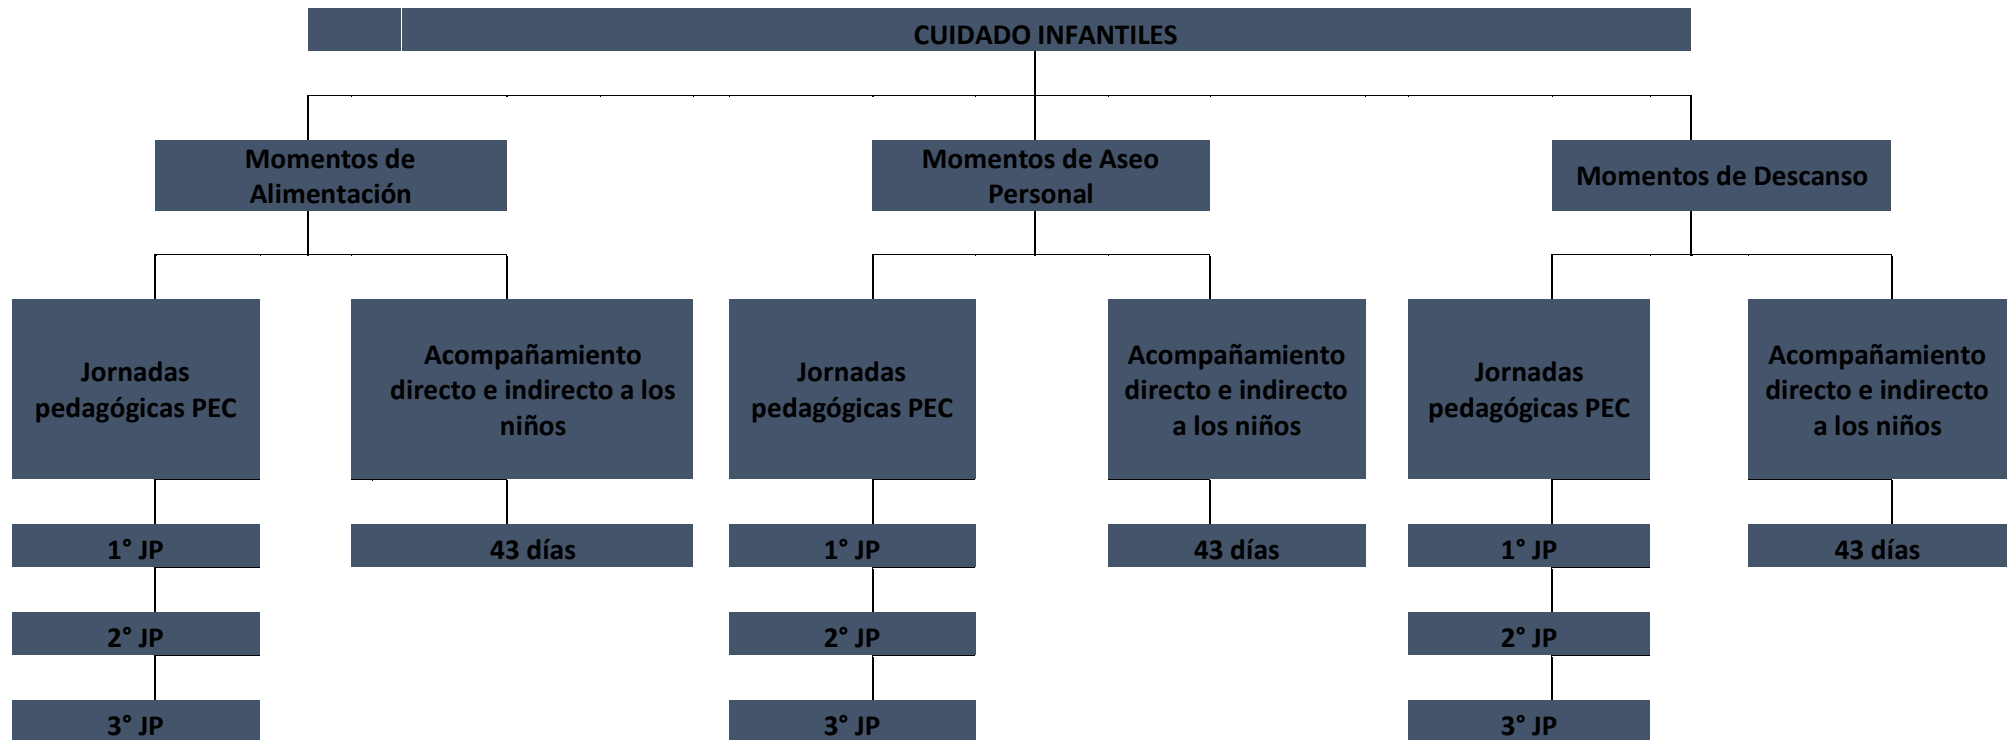 CUIDADO INFANTILES
Momentos de
Alimentación
Momentos de Aseo
Personal
Momentos de Descanso
Jornadas
pedagógicas PEC
Acompañamiento
directo e indirecto a los
niños
Jornadas
pedagógicas PEC
Acompañamiento
directo e indirecto
a los niños
Jornadas
pedagógicas PEC
Acompañamiento
directo e indirecto
a los niños
1° JP
43 días
1° JP
43 días
1° JP
43 días
2° JP
2° JP
2° JP
3° JP
3° JP
3° JP